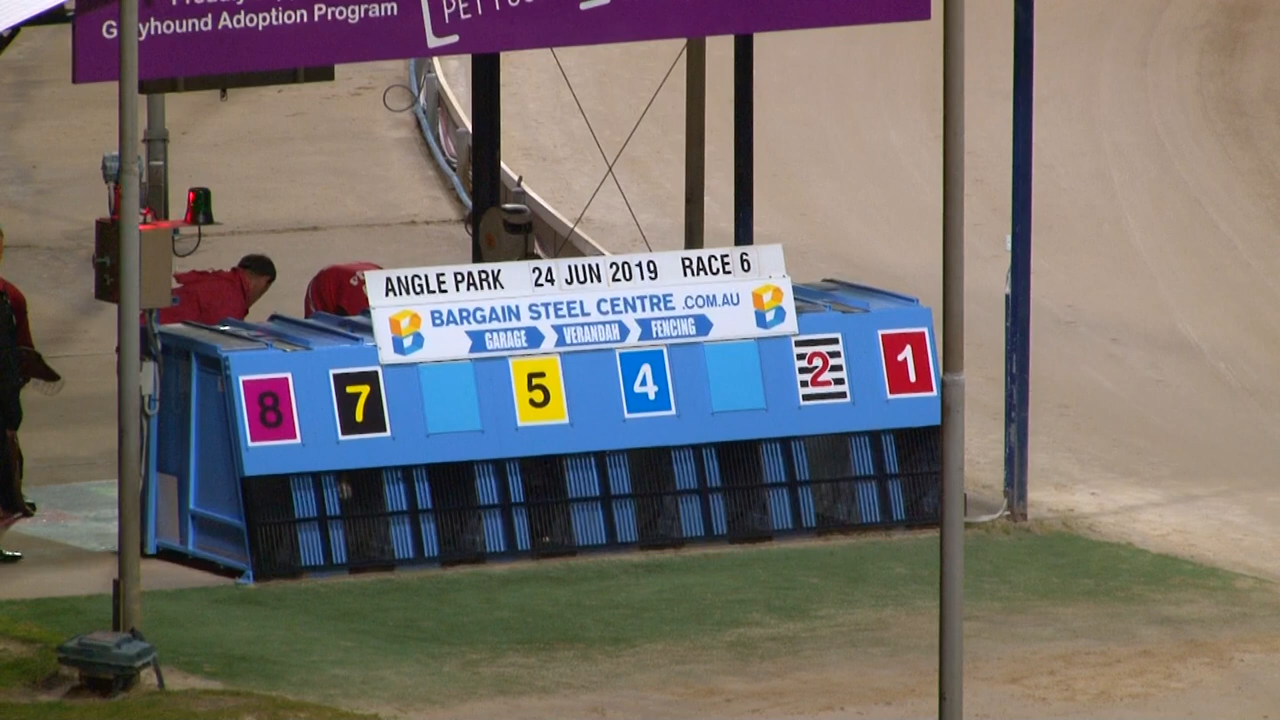 Greyhound Adoption Program
ANGLE PARK 24 JUN 2019 RACE 6
BARGAIN STEEL CENTRE .COM.AU
GARAGE VERANDAH FENCING
8 7 5 4 2 1